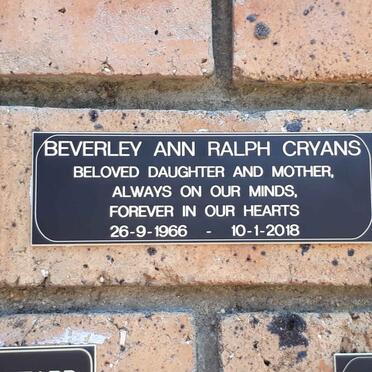 BEVERLEY ANN RALPH CRYANS
BELOVED DAUGHTER AND MOTHER,
ALWAYS ON OUR MINDS,
FOREVER IN OUR HEARTS
26-9-1966 - 10-1-2018